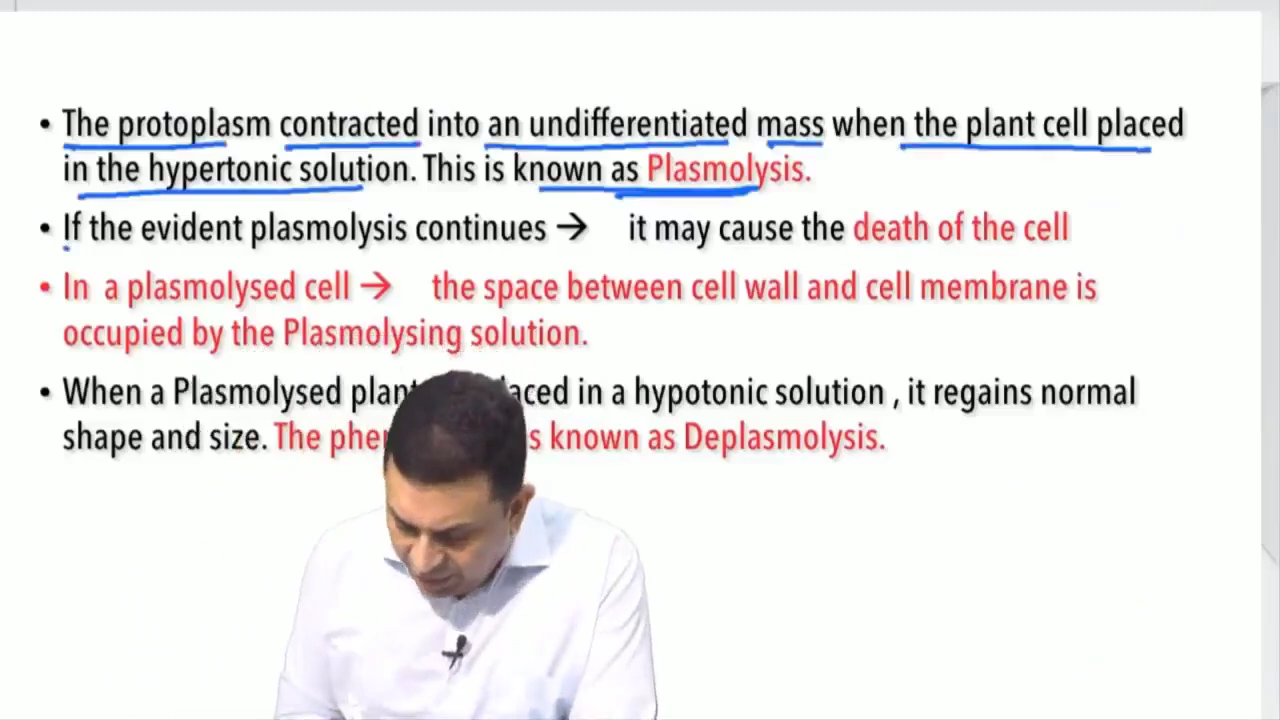 • The protoplasm contracted into an undifferentiated mass when the plant cell placed
in the hypertonic solution. This is known as Plasmolysis.
• If the evident plasmolysis continues → it may cause the death of the cell
• In a plasmolysed cell → the space between cell wall and cell membrane is
occupied by the Plasmolysing solution.
• When a Plasmolysed in a hypotonic solution , it regains normal
shape and size. The known as Deplasmolysis.